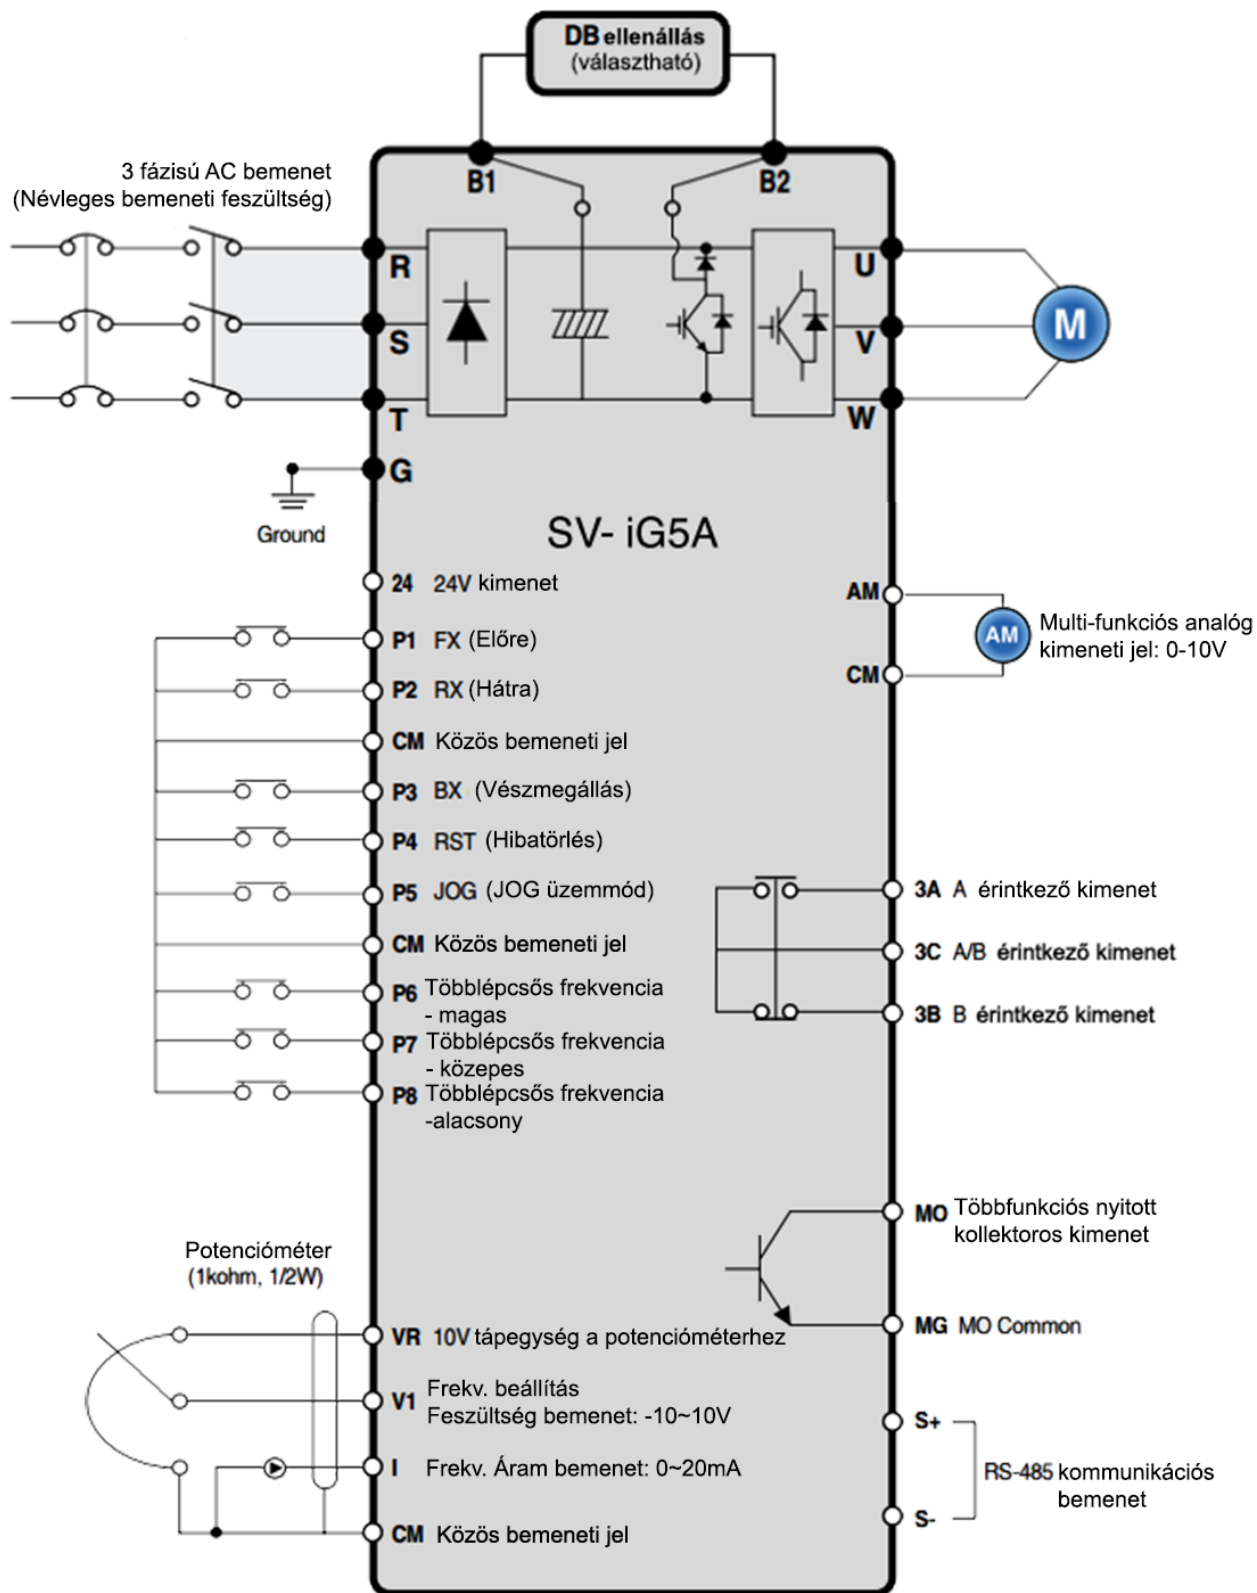 DB ellenállás
(választható)
3 fázisú AC bemenet
(Névleges bemeneti feszültség)
B1
B2
R
S
T
G
U
V
W
M
Ground
SV- iG5A
24 24V kimenet
P1 FX (Előre)
P2 RX (Hátra)
CM Közös bemeneti jel
P3 BX (Vészmegállás)
P4 RST (Hibatörlés)
P5 JOG (JOG üzemmód)
CM Közös bemeneti jel
P6 Többlépcsős frekvencia
- magas
P7 Többlépcsős frekvencia
- közepes
P8 Többlépcsős frekvencia
-alacsony
AM
AM
CM
Multi-funkciós analóg
kimeneti jel: 0-10V
3A A érintkező kimenet
3C A/B érintkező kimenet
3B B érintkező kimenet
MO Többfunkciós nyitott
kollektoros kimenet
MG MO Common
Potencióméter
(1kohm, 1/2W)
VR 10V tápegység a potencióméterhez
V1 Frekv. beállítás
Feszültség bemenet: -10~10V
I Frekv. Áram bemenet: 0~20mA
CM Közös bemeneti jel
S+
S-
RS-485 kommunikációs
bemenet